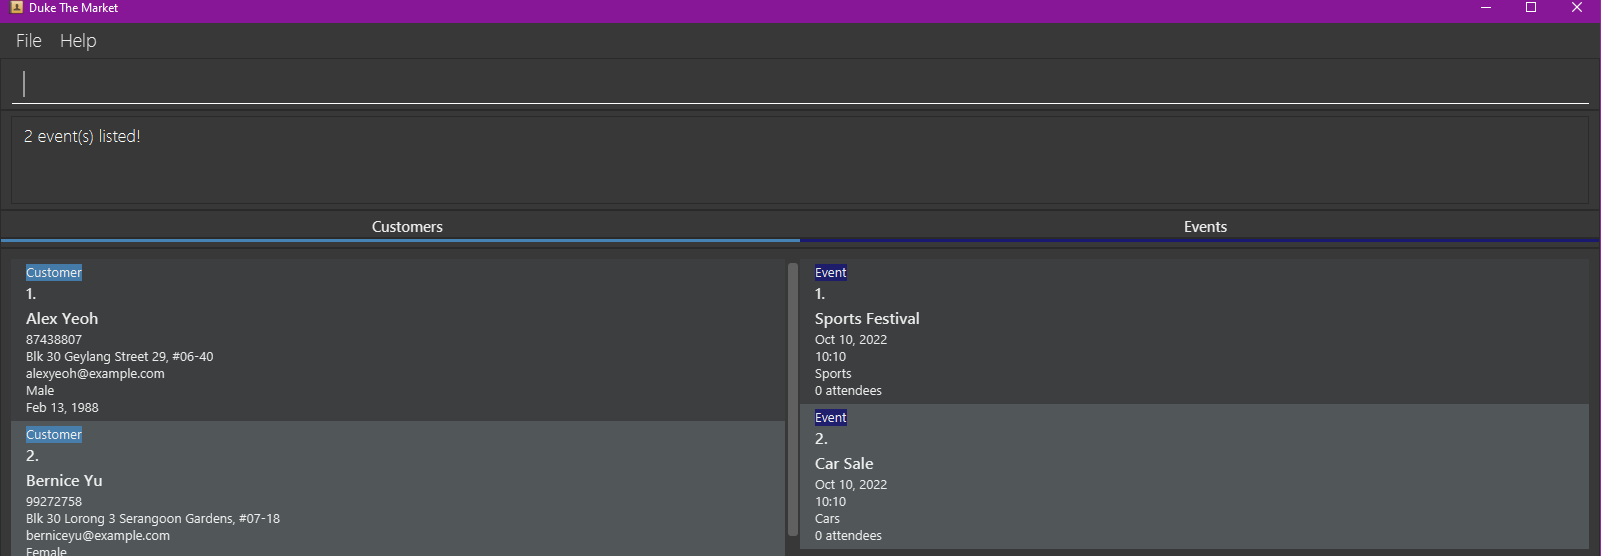 Duke The Market
File Help
2 event(s) listed!
Customers
Events
Customer
1.
Alex Yeoh
87438807
Blk 30 Geylang Street 29, #06-40
alexyeoh@example.com
Male
Feb 13, 1988
Customer
2.
Bernice Yu
99272758
Blk 30 Lorong 3 Serangoon Gardens, #07-18
berniceyu@example.com
Female
Event
1.
Sports Festival
Oct 10, 2022
10:10
Sports
0 attendees
Event
2.
Car Sale
Oct 10, 2022
10:10
Cars
0 attendees